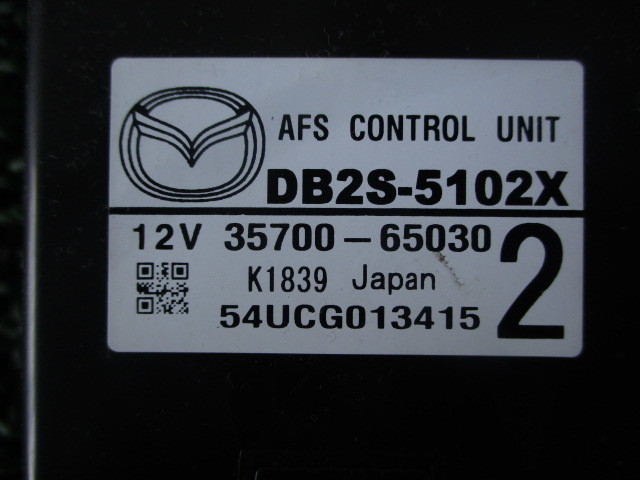 AFS CONTROL UNIT
DB2S-5102X
12V 35700-65030
2
K1839 Japan
54UCG013415